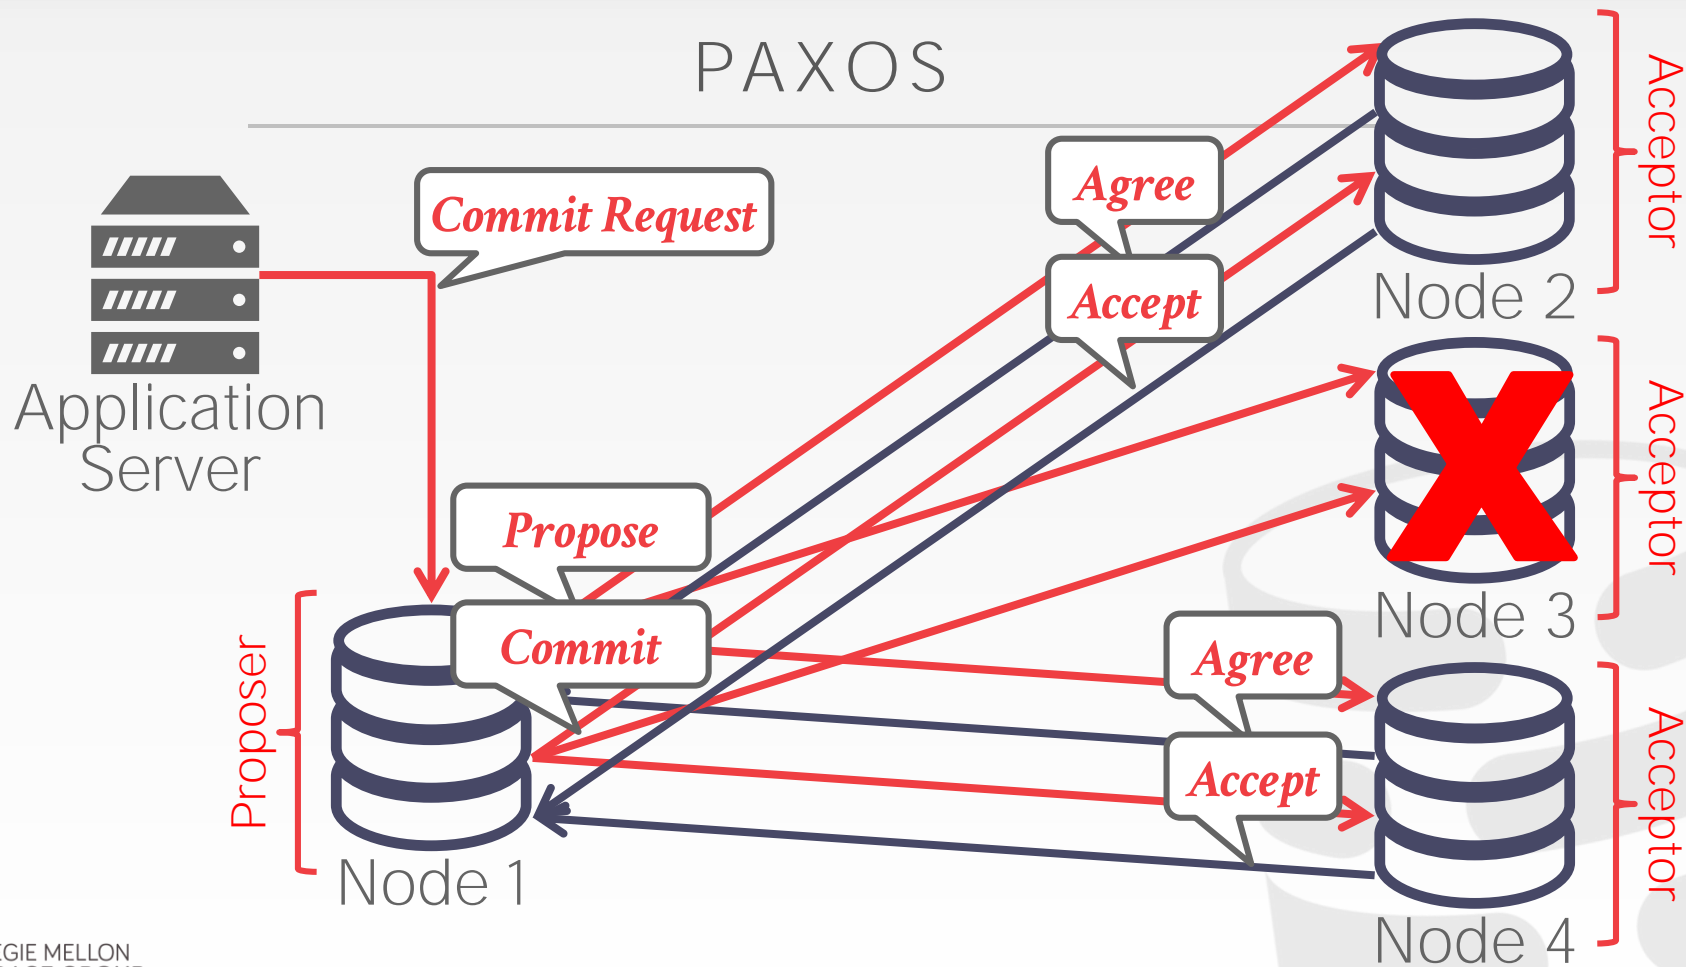 PAXOS
Commit Request
Application
Server
Propose
Commit
Proposer
Node 1
Agree
Accept
Node 2
Acceptor
Node 3
Acceptor
Agree
Accept
Node 4
Acceptor
MELLON